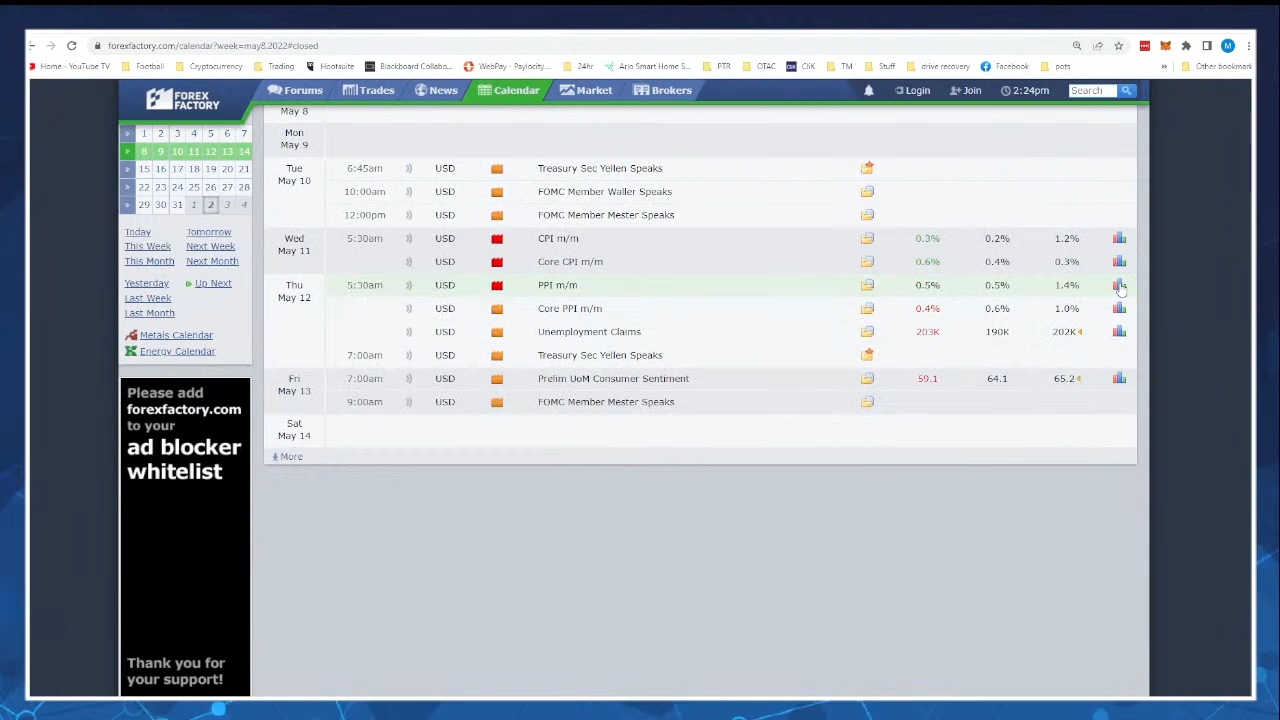 forexfactory.com/calendar?week=may8.2022#closed
M
Home - YouTube TV Football Cryptocurrency Trading Hootsuite Blackboard Collabo... WebPay - Paylocity... 24hr Arlo Smart Home S... PTR OTAC CliK TM Stuff drive recovery Facebook pots » Other bookmark
FOREX FACTORY
Forums Trades News Calendar Market Brokers Login Join 2:24pm Search
May 8
1 2 3 4 5 6 7
8 9 10 11 12 13 14
15 16 17 18 19 20 21
22 23 24 25 26 27 28
29 30 31 1 2 3 4
Today Tomorrow
This Week Next Week
This Month Next Month
Yesterday Up Next
Last Week
Last Month
Metals Calendar
Energy Calendar
Please add
forexfactory.com
to your
ad blocker
whitelist
Thank you for
your support!
Mon
May 9
Tue
May 10
6:45am USD Treasury Sec Yellen Speaks
10:00am USD FOMC Member Waller Speaks
12:00pm USD FOMC Member Mester Speaks
Wed
May 11
5:30am USD CPI m/m 0.3% 0.2% 1.2%
USD Core CPI m/m 0.6% 0.4% 0.3%
Thu
May 12
5:30am USD PPI m/m 0.5% 0.5% 1.4%
USD Core PPI m/m 0.4% 0.6% 1.0%
USD Unemployment Claims 203K 190K 202K
7:00am USD Treasury Sec Yellen Speaks
Fri
May 13
7:00am USD Prelim UoM Consumer Sentiment 59.1 64.1 65.2
9:00am USD FOMC Member Mester Speaks
Sat
May 14
More